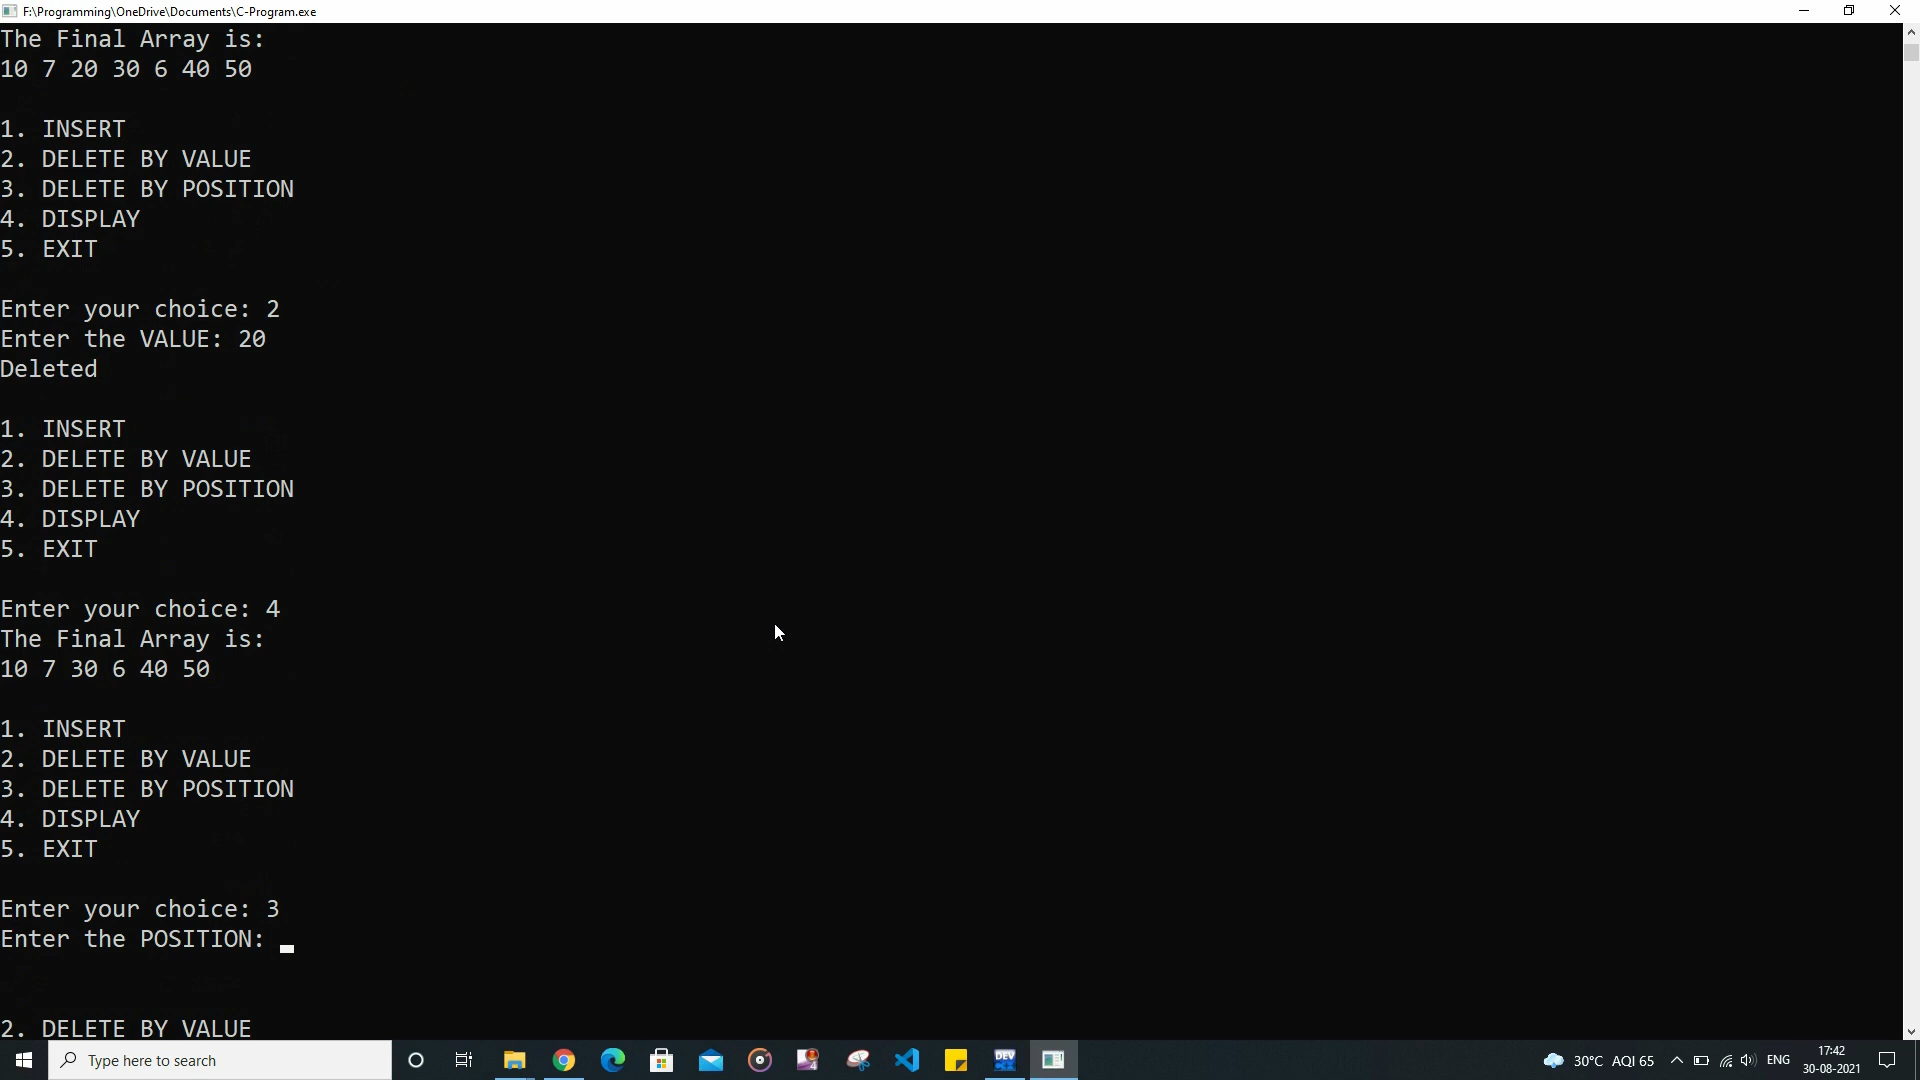 F:\Programming\OneDrive\Documents\C-Program.exe
The Final Array is:
10 7 20 30 6 40 50
1. INSERT
2. DELETE BY VALUE
3. DELETE BY POSITION
4. DISPLAY
5. EXIT
Enter your choice: 2
Enter the VALUE: 20
Deleted
1. INSERT
2. DELETE BY VALUE
3. DELETE BY POSITION
4. DISPLAY
5. EXIT
Enter your choice: 4
The Final Array is:
10 7 30 6 40 50
1. INSERT
2. DELETE BY VALUE
3. DELETE BY POSITION
4. DISPLAY
5. EXIT
Enter your choice: 3
Enter the POSITION:
2. DELETE BY VALUE
Type here to search
4
DEV
30°C AQI 65
ENG
17:42
30-08-2021